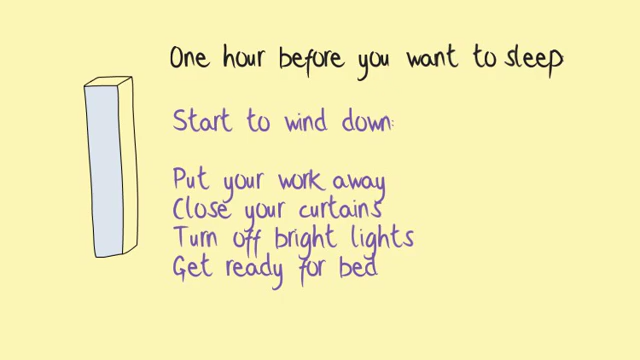 One hour before you want to sleep
Start to wind down:
Put your work away
Close your curtains
Turn off bright lights
Get ready for bed